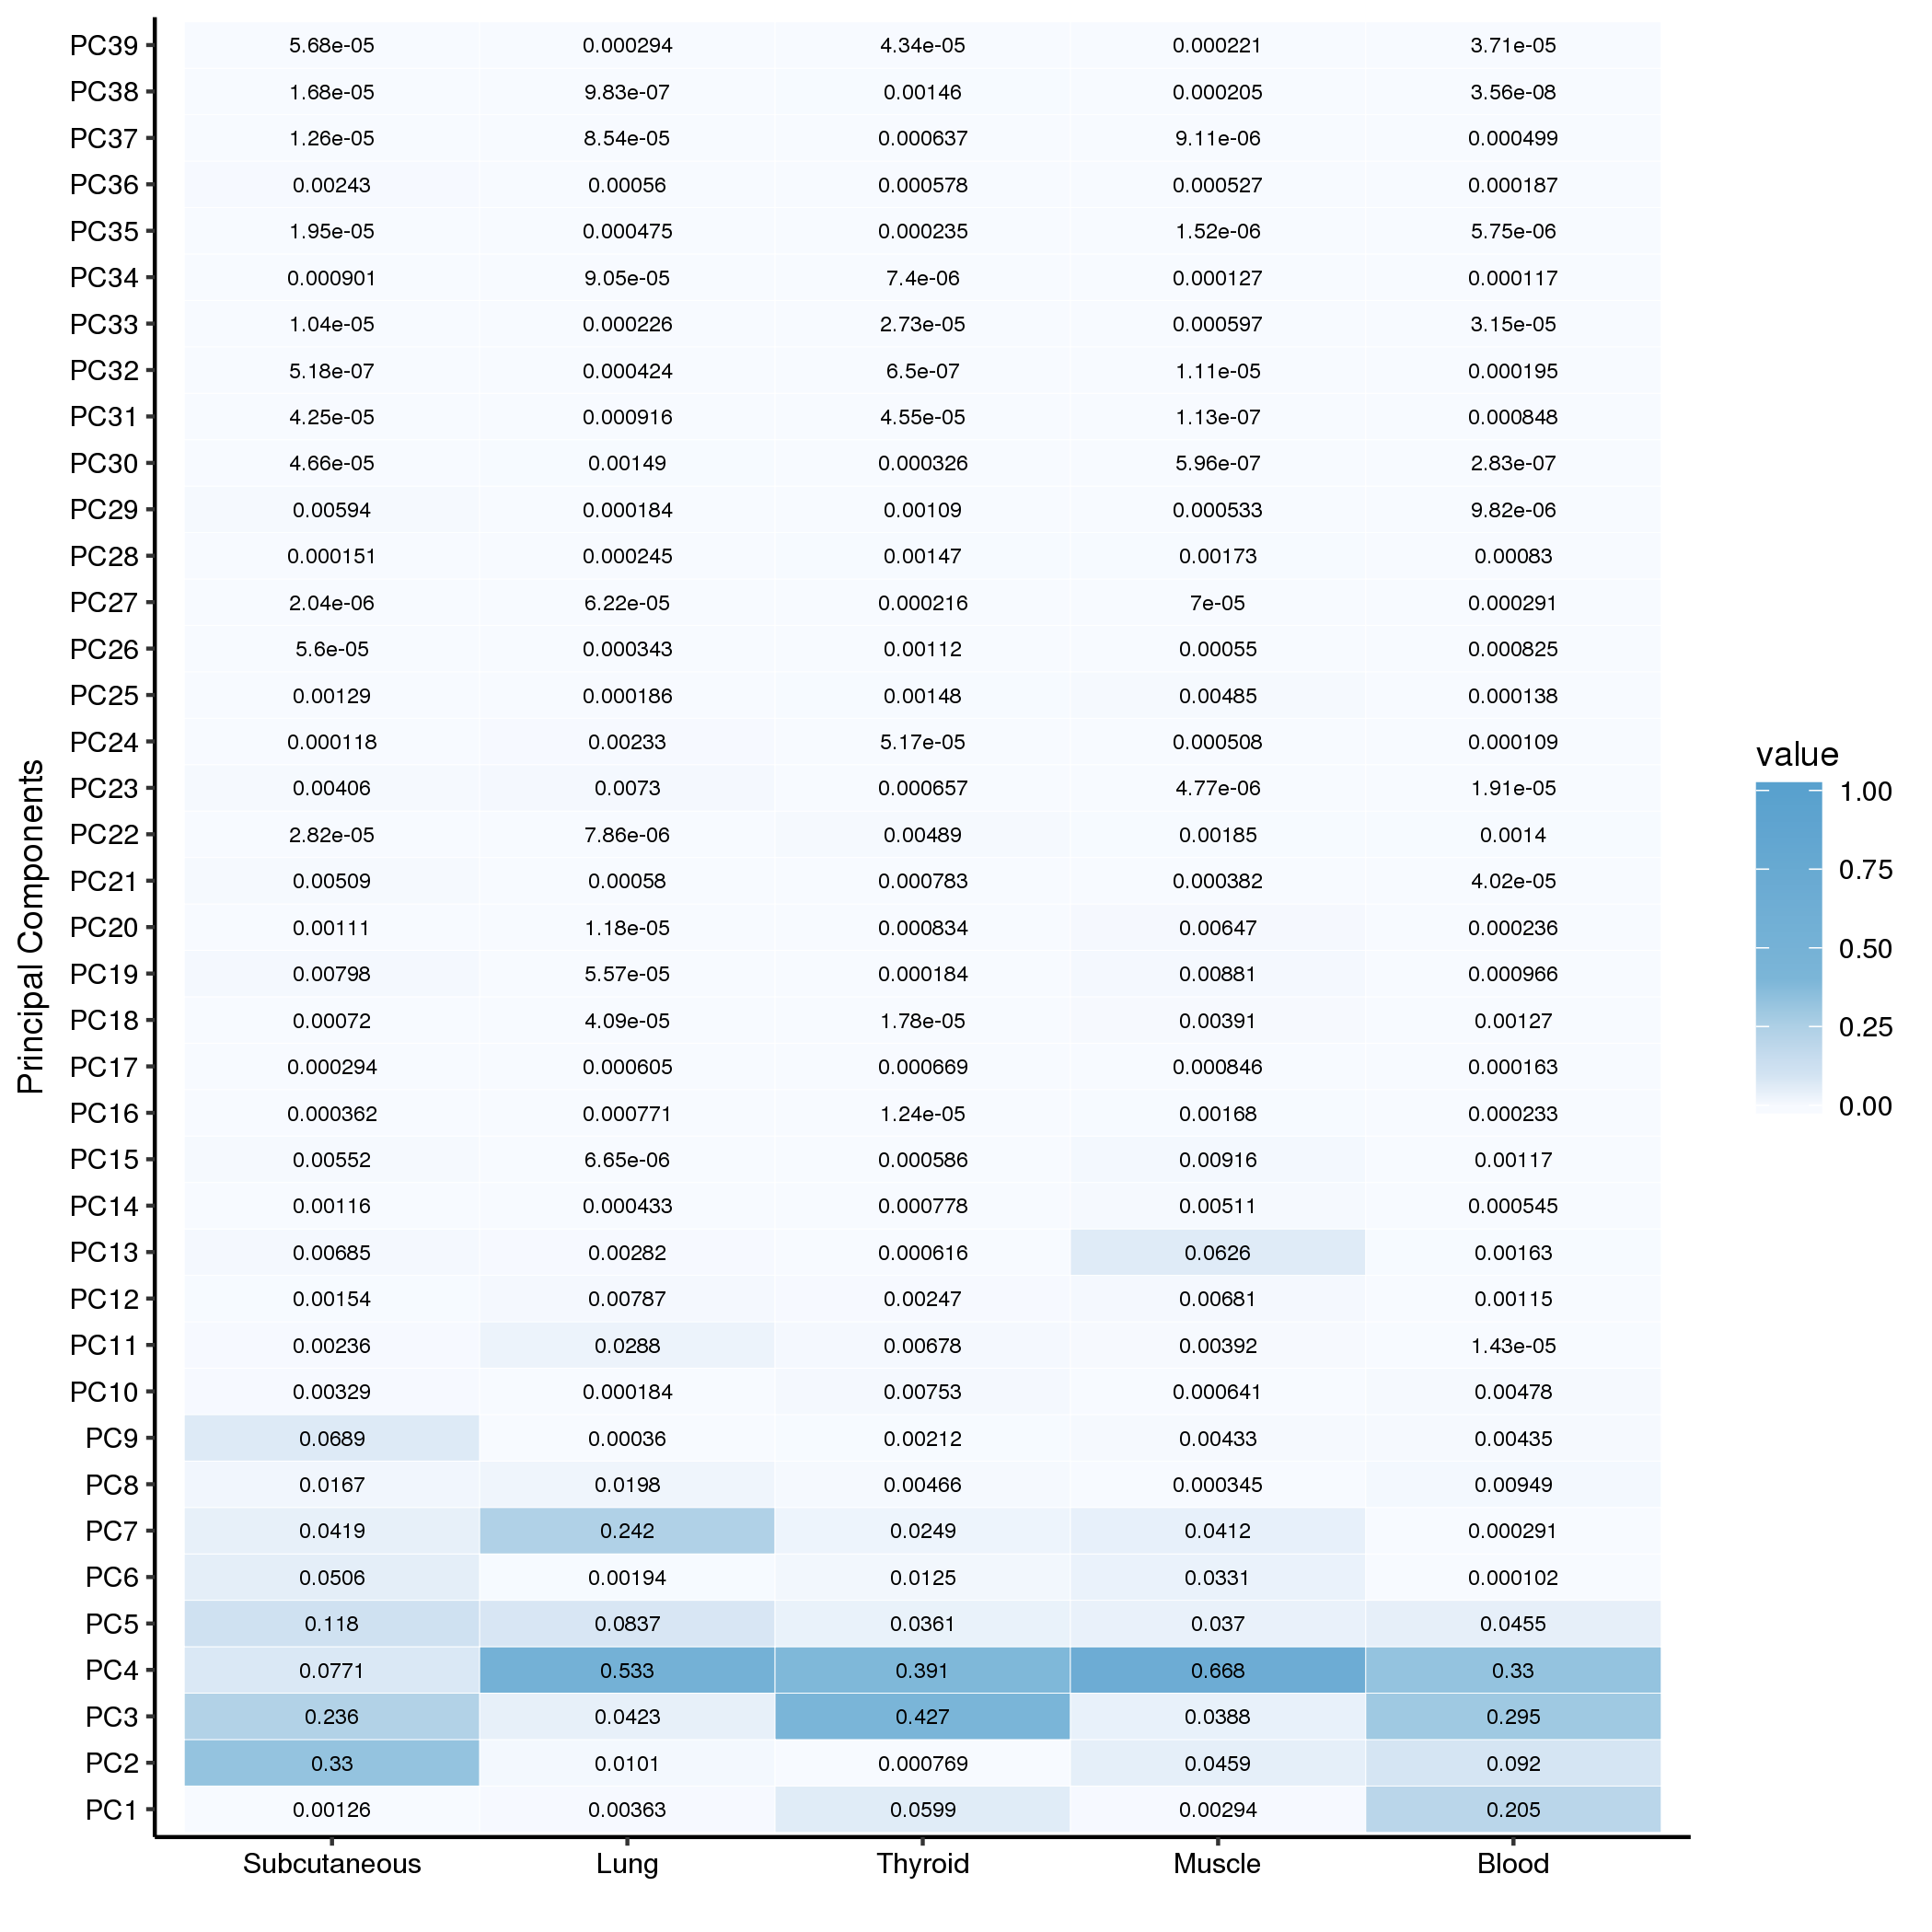 PC39 5.68e-05 0.000294 4.34e-05 0.000221 3.71e-05
PC38 1.68e-05 9.83e-07 0.00146 0.000205 3.56e-08
PC37 1.26e-05 8.54e-05 0.000637 9.11e-06 0.000499
PC36 0.00243 0.00056 0.000578 0.000527 0.000187
PC35 1.95e-05 0.000475 0.000235 1.52e-06 5.75e-06
PC34 0.000901 9.05e-05 7.4e-06 0.000127 0.000117
PC33 1.04e-05 0.000226 2.73e-05 0.000597 3.15e-05
PC32 5.18e-07 0.000424 6.5e-07 1.11e-05 0.000195
PC31 4.25e-05 0.000916 4.55e-05 1.13e-07 0.000848
PC30 4.66e-05 0.00149 0.000326 5.96e-07 2.83e-07
PC29 0.00594 0.000184 0.00109 0.000533 9.82e-06
PC28 0.000151 0.000245 0.00147 0.00173 0.00083
PC27 2.04e-06 6.22e-05 0.000216 7e-05 0.000291
PC26 5.6e-05 0.000343 0.00112 0.00055 0.000825
PC25 0.00129 0.000186 0.00148 0.00485 0.000138
PC24 0.000118 0.00233 5.17e-05 0.000508 0.000109
PC23 0.00406 0.0073 0.000657 4.77e-06 1.91e-05
PC22 2.82e-05 7.86e-06 0.00489 0.00185 0.0014
PC21 0.00509 0.00058 0.000783 0.000382 4.02e-05
PC20 0.00111 1.18e-05 0.000834 0.00647 0.000236
PC19 0.00798 5.57e-05 0.000184 0.00881 0.000966
PC18 0.00072 4.09e-05 1.78e-05 0.00391 0.00127
PC17 0.000294 0.000605 0.000669 0.000846 0.000163
PC16 0.000362 0.000771 1.24e-05 0.00168 0.000233
PC15 0.00552 6.65e-06 0.000586 0.00916 0.00117
PC14 0.00116 0.000433 0.000778 0.00511 0.000545
PC13 0.00685 0.00282 0.000616 0.0626 0.00163
PC12 0.00154 0.00787 0.00247 0.00681 0.00115
PC11 0.00236 0.0288 0.00678 0.00392 1.43e-05
PC10 0.00329 0.000184 0.00753 0.000641 0.00478
PC9 0.0689 0.00036 0.00212 0.00433 0.00435
PC8 0.0167 0.0198 0.00466 0.000345 0.00949
PC7 0.0419 0.242 0.0249 0.0412 0.000291
PC6 0.0506 0.00194 0.0125 0.0331 0.000102
PC5 0.118 0.0837 0.0361 0.037 0.0455
PC4 0.0771 0.533 0.391 0.668 0.33
PC3 0.236 0.0423 0.427 0.0388 0.295
PC2 0.33 0.0101 0.000769 0.0459 0.092
PC1 0.00126 0.00363 0.0599 0.00294 0.205
Subcutaneous Lung Thyroid Muscle Blood
Principal Components
value
1.00
0.75
0.50
0.25
0.00